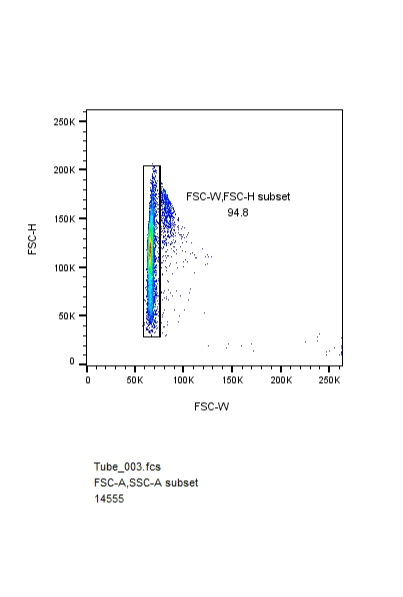 250K
200K
150K
100K
50K
0
FSC-H
FSC-W,FSC-H subset
94.8
0 50K 100K 150K 200K 250K
FSC-W
Tube_003.fcs
FSC-A,SSC-A subset
14555